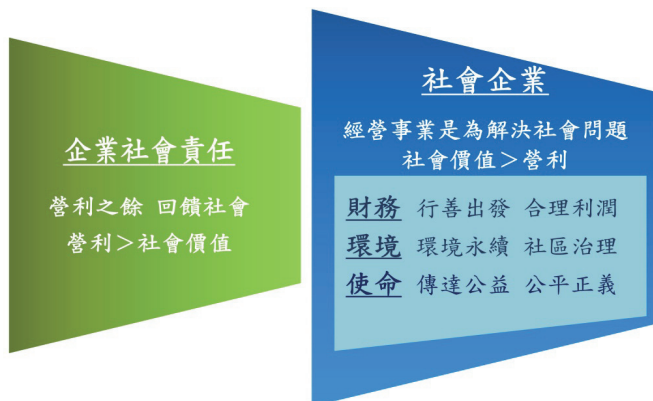 企業社會責任
營利之餘 回饋社會
營利＞社會價值
社會企業
經營事業是為解決社會問題
社會價值＞營利
財務 行善出發 合理利潤
環境 環境永續 社區治理
使命 傳達公益 公平正義